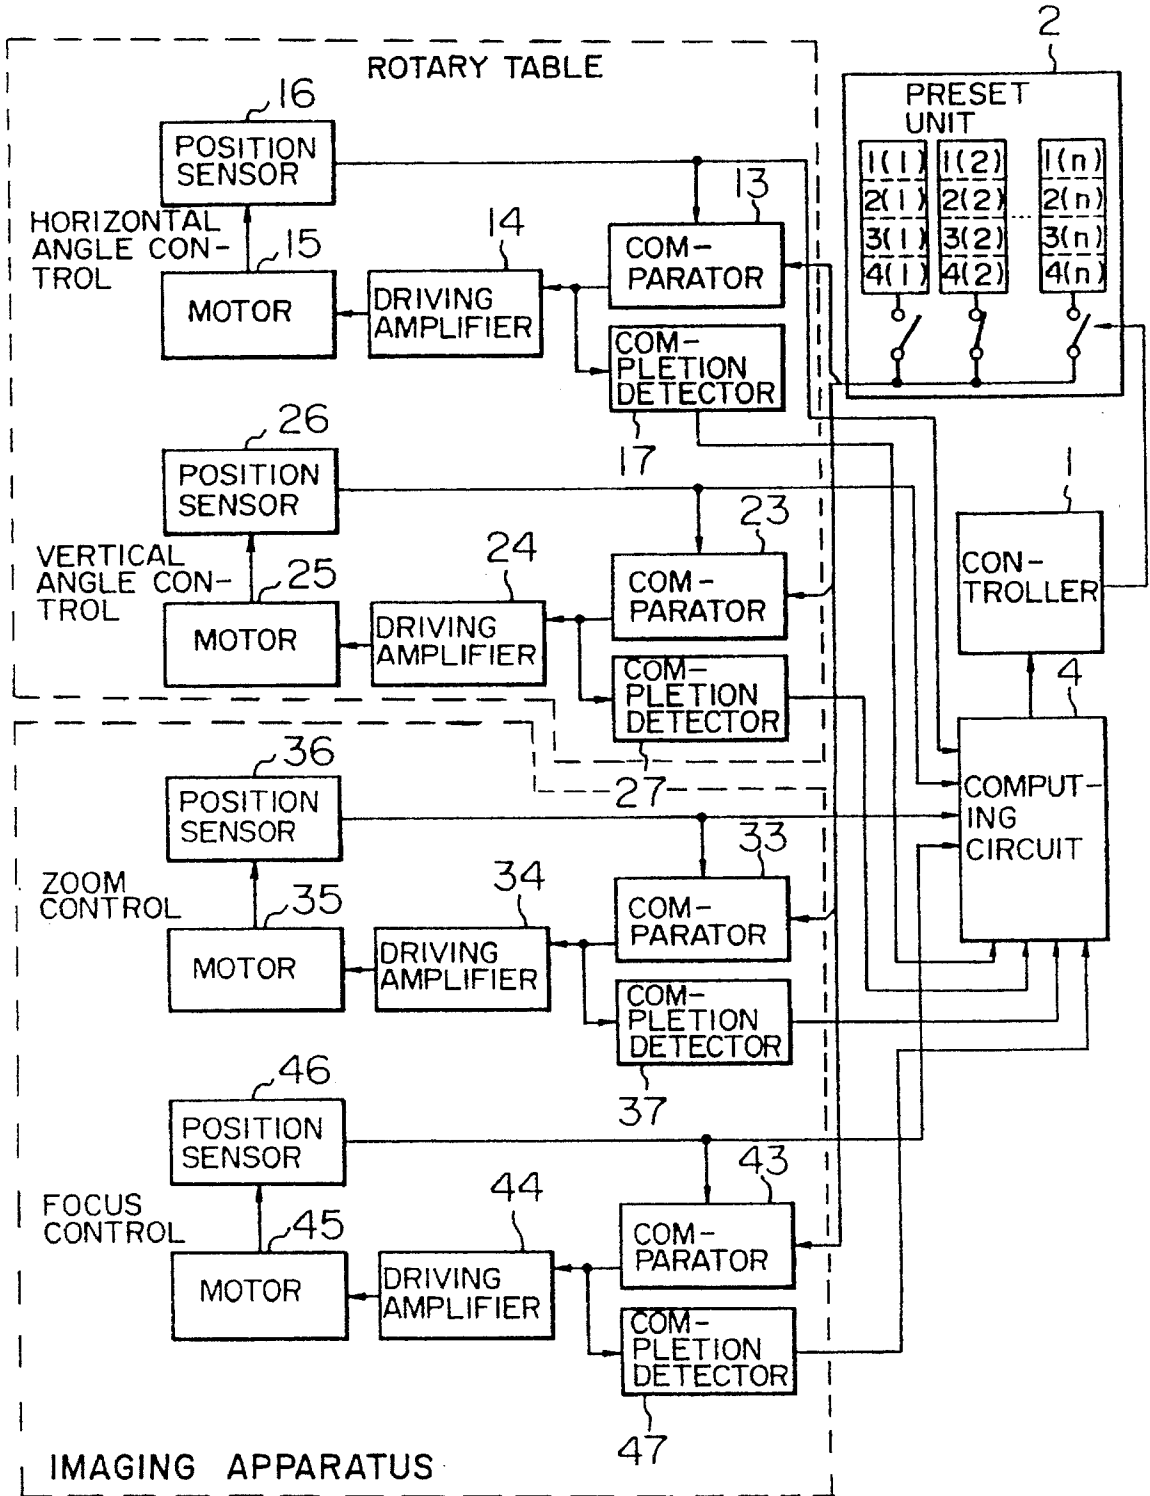 2
ROTARY TABLE
PRESET
UNIT
1(1) 1(2) 1(n)
2(1) 2(2) 2(n)
3(1) 3(2) 3(n)
4(1) 4(2) 4(n)
16
POSITION
SENSOR
HORIZONTAL
ANGLE CON-
TROL
15
MOTOR
14
DRIVING
AMPLIFIER
13
COM-
PARATOR
COM-
PLETION
DETECTOR
17
26
POSITION
SENSOR
VERTICAL
ANGLE CON-
TROL
25
MOTOR
24
DRIVING
AMPLIFIER
23
COM-
PARATOR
COM-
PLETION
DETECTOR
27
1
CON-
TROLLER
4
COMPUT-
ING
CIRCUIT
36
POSITION
SENSOR
ZOOM
CONTROL
35
MOTOR
34
DRIVING
AMPLIFIER
33
COM-
PARATOR
COM-
PLETION
DETECTOR
37
46
POSITION
SENSOR
FOCUS
CONTROL
45
MOTOR
44
DRIVING
AMPLIFIER
43
COM-
PARATOR
COM-
PLETION
DETECTOR
47
IMAGING APPARATUS